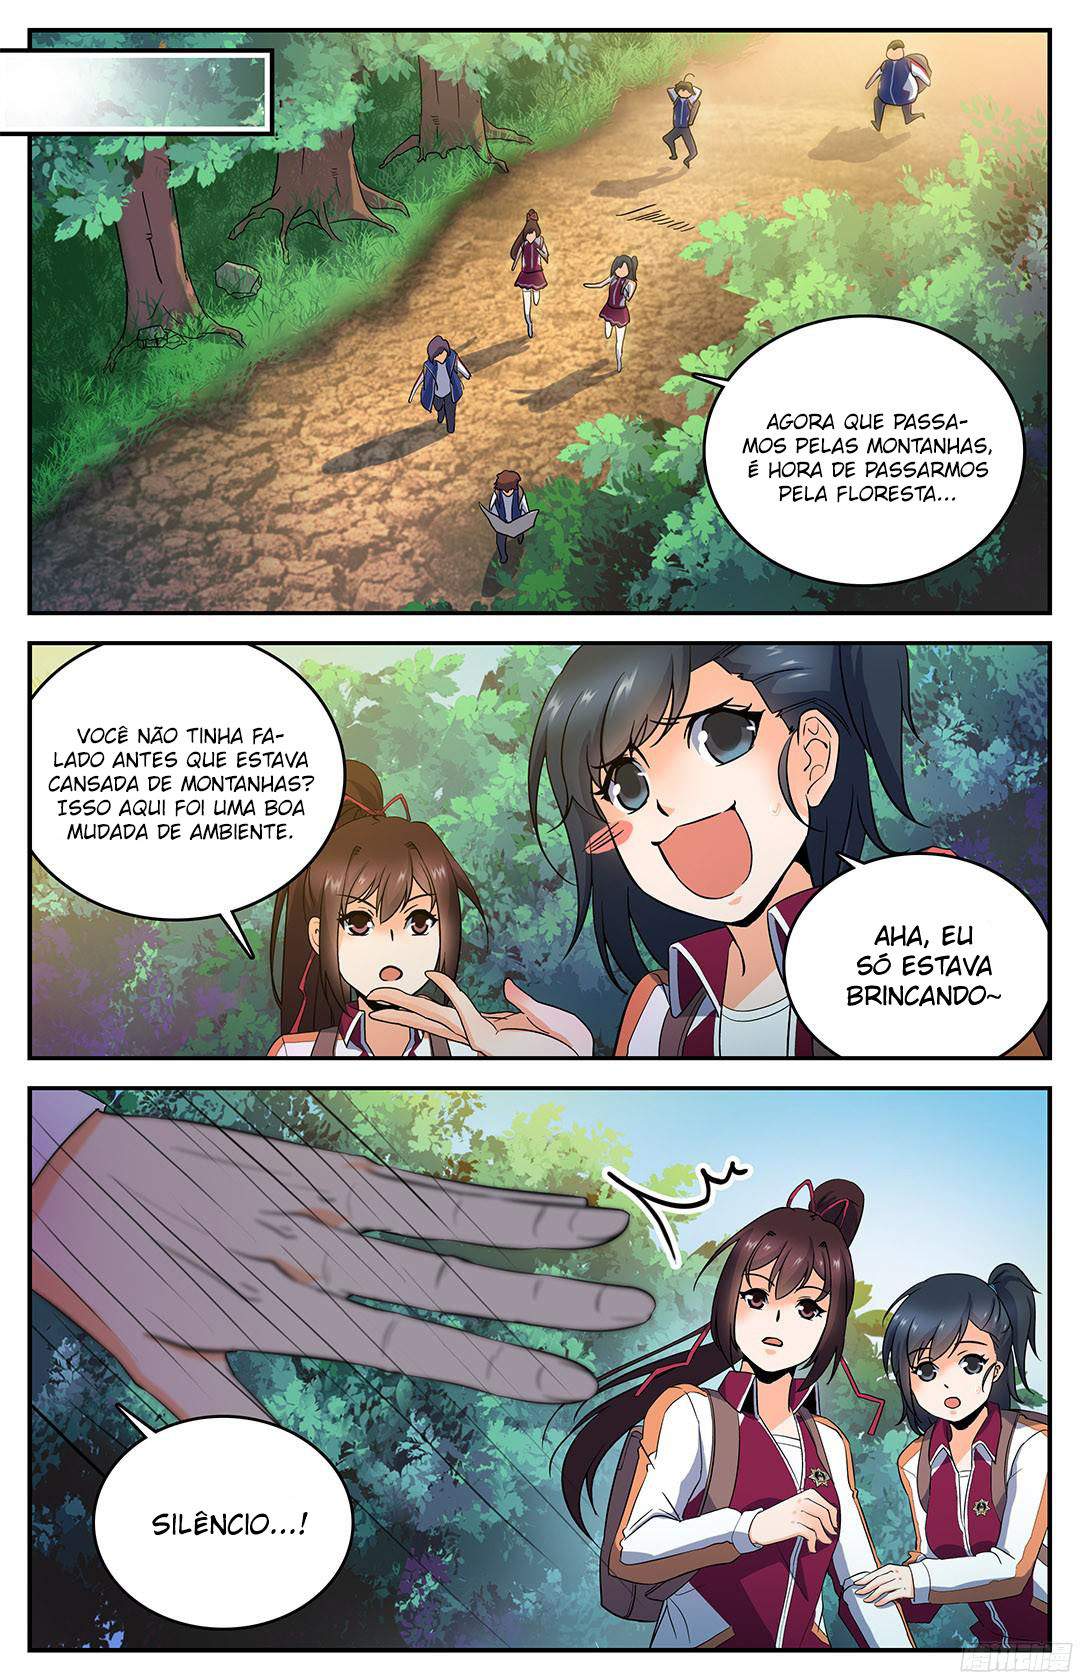 AGORA QUE PASSA-
MOS PELAS MONTANHAS,
É HORA DE PASSARMOS
PELA FLORESTA...
VOCÊ NÃO TINHA FA-
LADO ANTES QUE ESTAVA
CANSADA DE MONTANHAS?
ISSO AQUI FOI UMA BOA
MUDADA DE AMBIENTE.
AHA, EU
SÓ ESTAVA
BRINCANDO~
SILÊNCIO...!